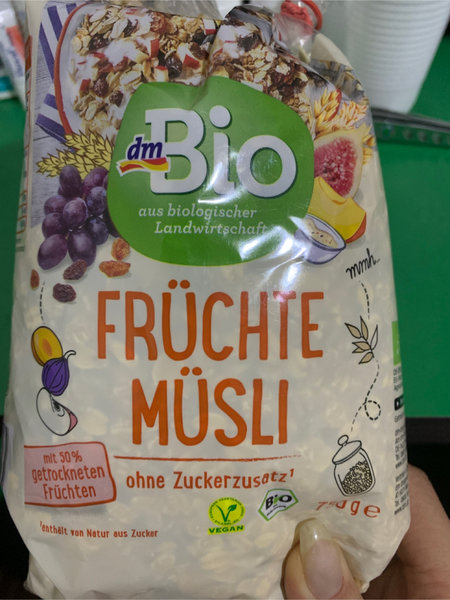 dm
Bio
aus biologischer
Landwirtschaft
mmh
FRÜCHTE
MÜSLI
mit 50%
getrockneten
Früchten
ohne Zuckerzusatz¹
¹enthält von Natur aus Zucker
VEGAN
Bio